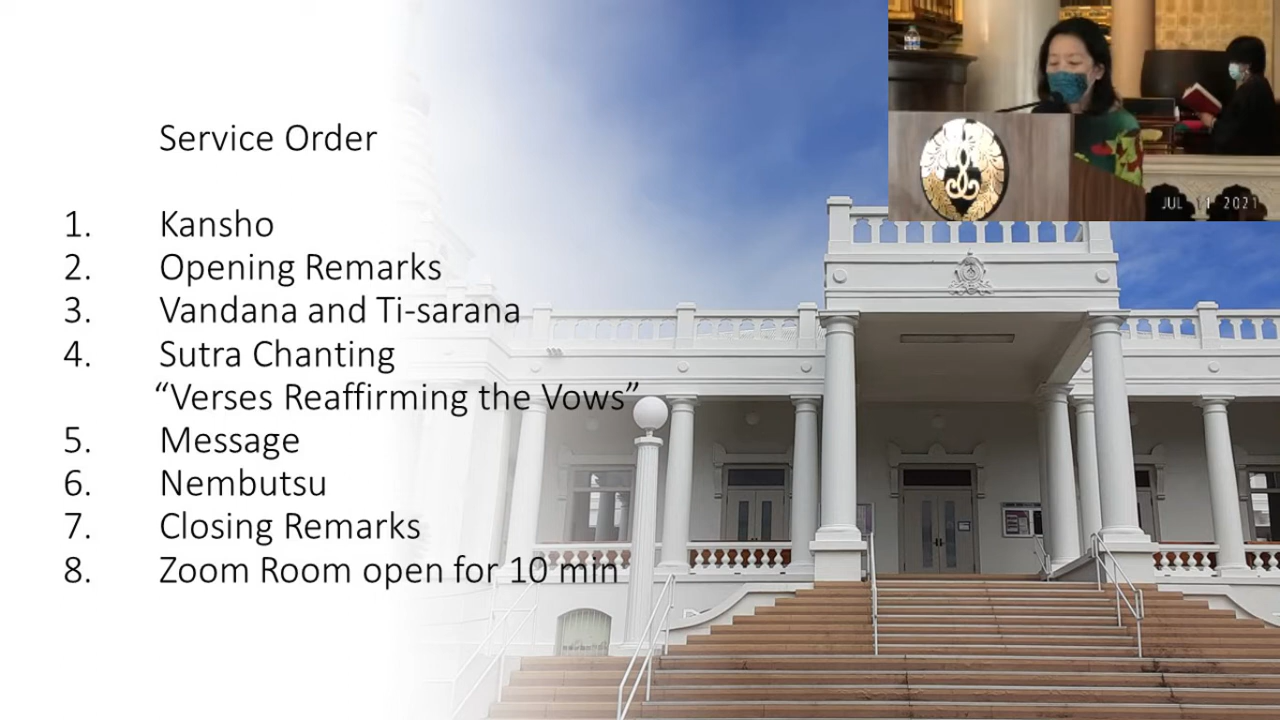 Service Order
1. Kansho
2. Opening Remarks
3. Vandana and Ti-sarana
4. Sutra Chanting
“Verses Reaffirming the Vows”
5. Message
6. Nembutsu
7. Closing Remarks
8. Zoom Room open for 10 min
JUL 11 2021